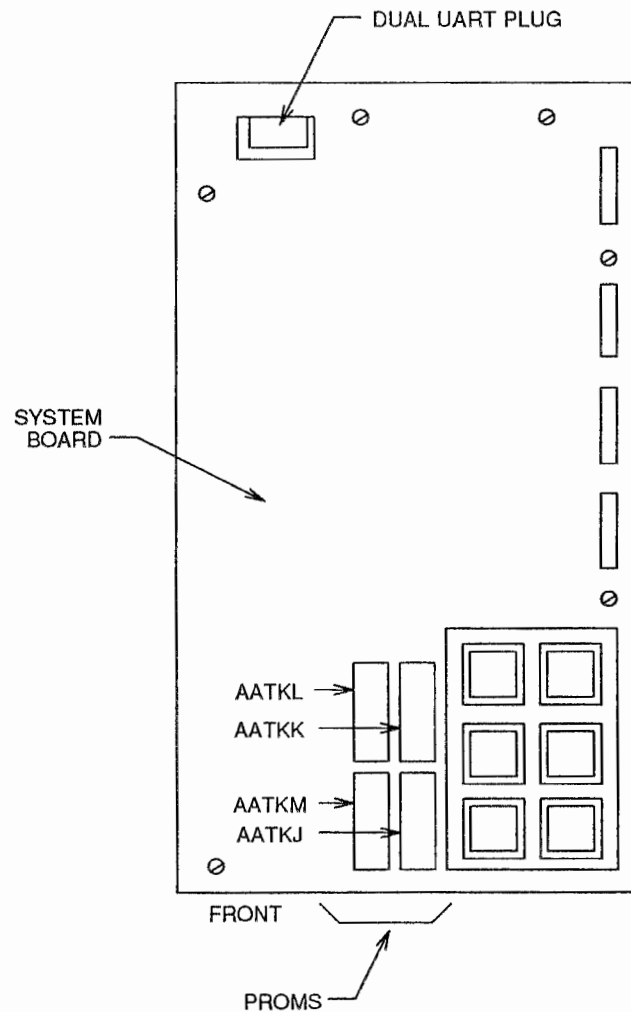 DUAL UART PLUG
SYSTEM
BOARD
AATKL
AATKK
AATKM
AATKJ
FRONT
PROMS